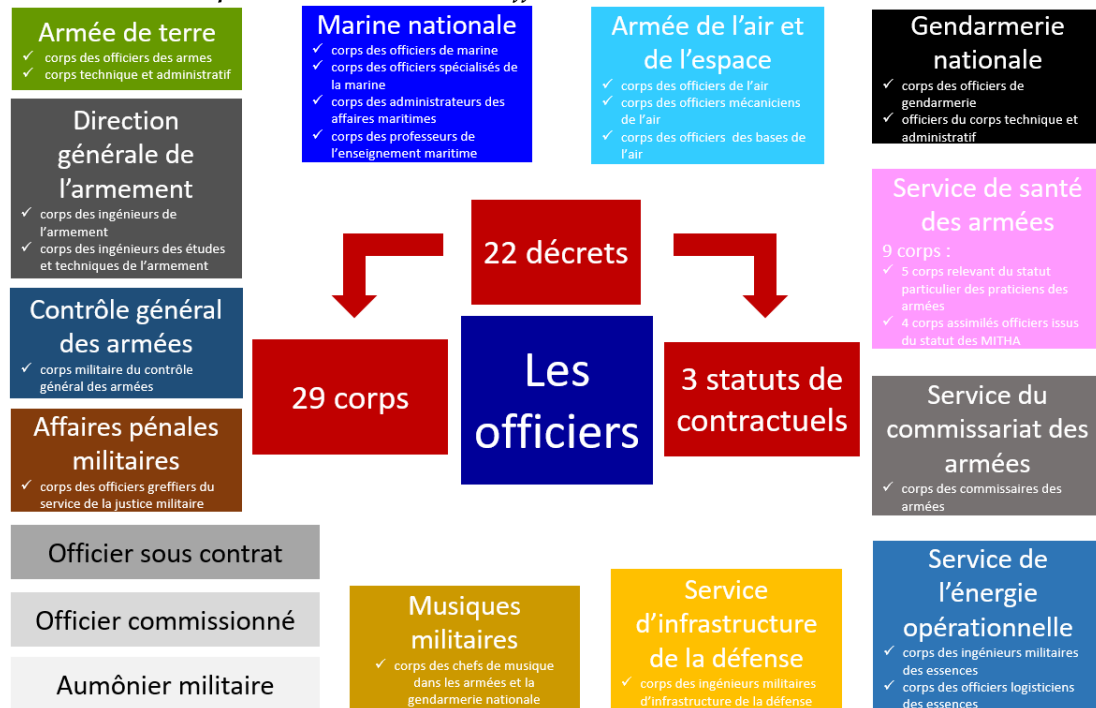 Armée de terre
✓ corps des officiers des armes
✓ corps technique et administratif
Marine nationale
✓ corps des officiers de marine
✓ corps des officiers spécialisés de
la marine
✓ corps des administrateurs des
affaires maritimes
✓ corps des professeurs de
l'enseignement maritime
Armée de l'air et
de l'espace
✓ corps des officiers de l'air
✓ corps des officiers mécaniciens
de l'air
✓ corps des officiers des bases de
l'air
Gendarmerie
nationale
✓ corps des officiers de
gendarmerie
✓ officiers du corps technique et
administratif
Direction
générale de
l'armement
✓ corps des ingénieurs de
l'armement
✓ corps des ingénieurs des études
et techniques de l'armement
Service de santé
des armées
9 corps :
✓ 5 corps relevant du statut
particulier des praticiens des
armées
✓ 4 corps assimilés officiers issus
du statut des MITHA
22 décrets
Contrôle général
des armées
✓ corps militaire du contrôle
général des armées
29 corps
Les
officiers
3 statuts de
contractuels
Affaires pénales
militaires
✓ corps des officiers greffiers du
service de la justice militaire
Service du
commissariat des
armées
✓ corps des commissaires des
armées
Officier sous contrat
Officier commissionné
Aumônier militaire
Musiques
militaires
✓ corps des chefs de musique
dans les armées et la
gendarmerie nationale
Service
d'infrastructure
de la défense
✓ corps des ingénieurs militaires
d'infrastructure de la défense
Service de
l'énergie
opérationnelle
✓ corps des ingénieurs militaires
des essences
✓ corps des officiers logisticiens
des essences